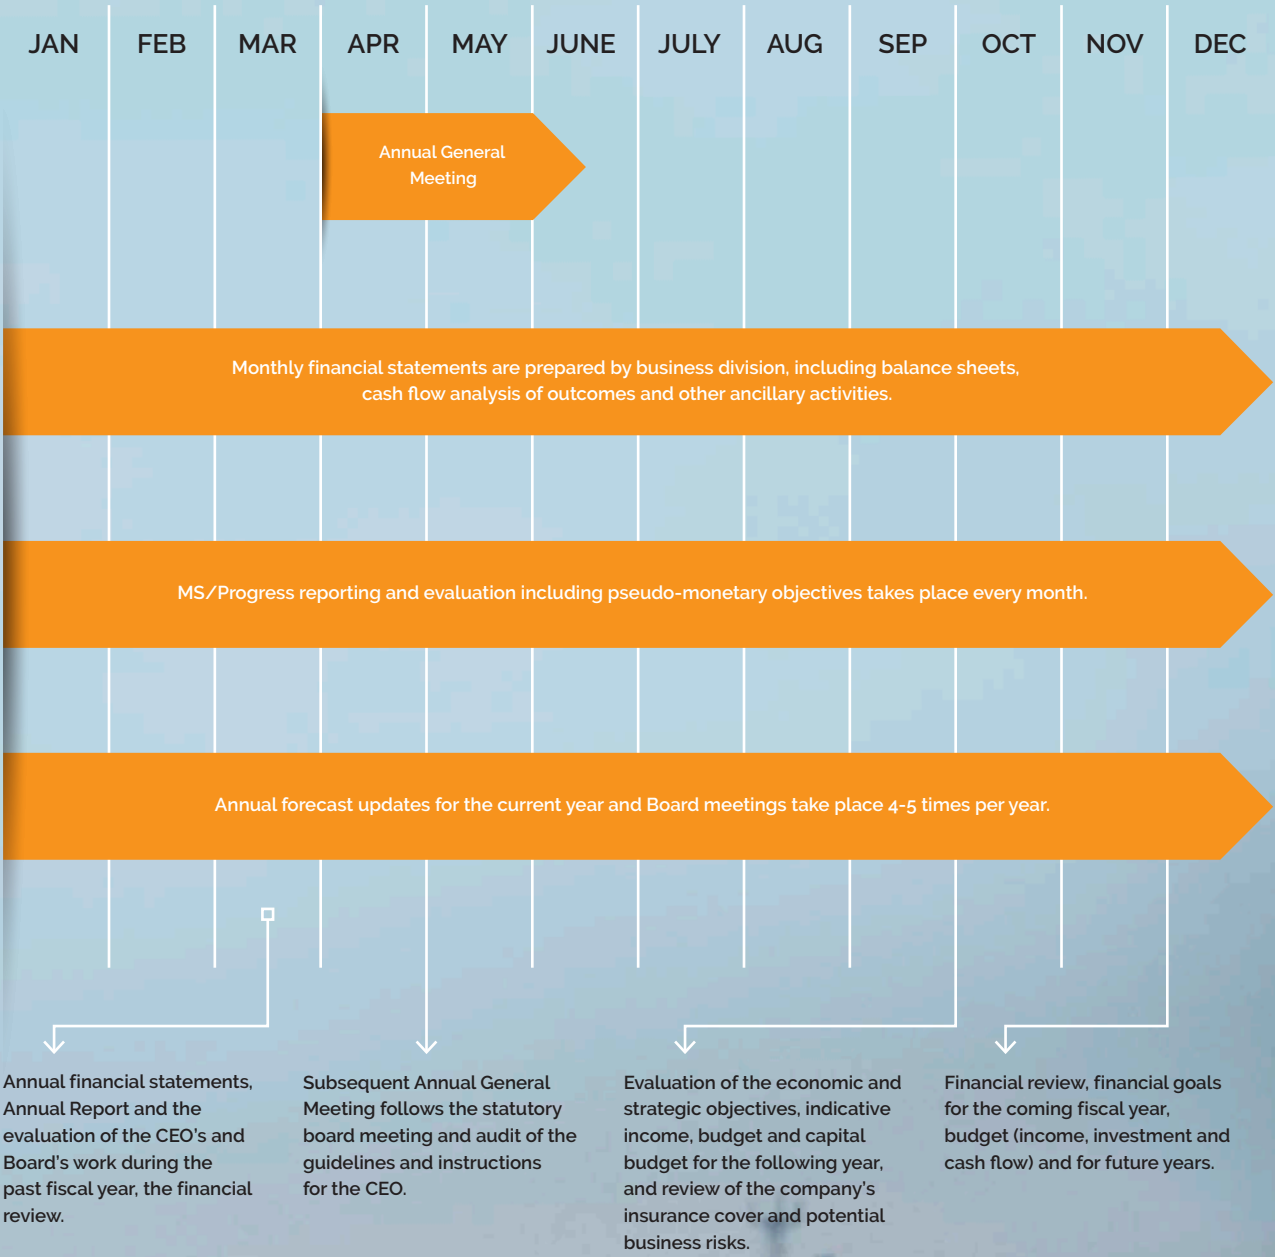 JAN FEB MAR APR MAY JUNE JULY AUG SEP OCT NOV DEC
Annual General
Meeting
Monthly financial statements are prepared by business division, including balance sheets,
cash flow analysis of outcomes and other ancillary activities.
MS/Progress reporting and evaluation including pseudo-monetary objectives takes place every month.
Annual forecast updates for the current year and Board meetings take place 4-5 times per year.
Annual financial statements,
Annual Report and the
evaluation of the CEO's and
Board's work during the
past fiscal year, the financial
review.
Subsequent Annual General
Meeting follows the statutory
board meeting and audit of the
guidelines and instructions
for the CEO.
Evaluation of the economic and
strategic objectives, indicative
income, budget and capital
budget for the following year,
and review of the company's
insurance cover and potential
business risks.
Financial review, financial goals
for the coming fiscal year,
budget (income, investment and
cash flow) and for future years.